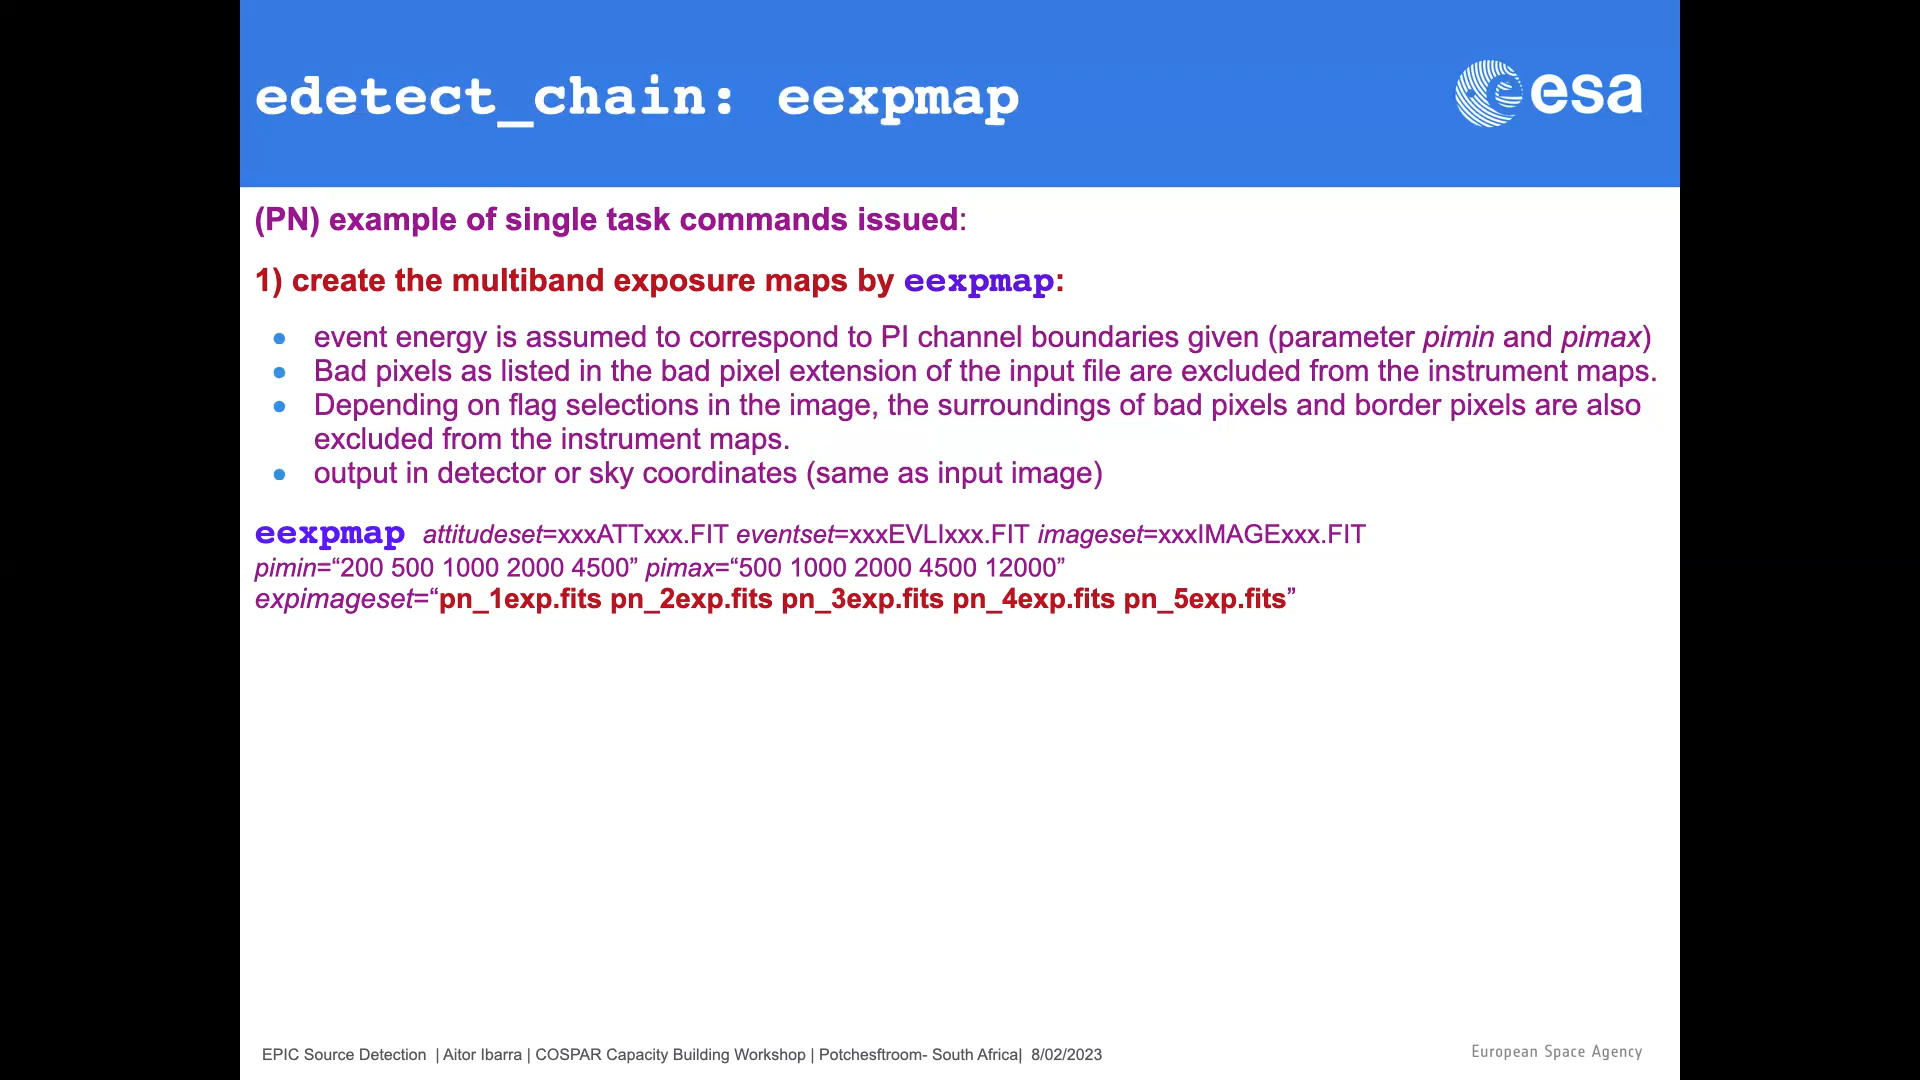 edetect_chain: eexpmap
esa
(PN) example of single task commands issued:
1) create the multiband exposure maps by eexpmap:
● event energy is assumed to correspond to PI channel boundaries given (parameter pimin and pimax)
● Bad pixels as listed in the bad pixel extension of the input file are excluded from the instrument maps.
● Depending on flag selections in the image, the surroundings of bad pixels and border pixels are also
excluded from the instrument maps.
● output in detector or sky coordinates (same as input image)
eexpmap attitudeset=xxxATTxxx.FIT eventset=xxxEVLIxxx.FIT imageset=xxxIMAGExxx.FIT
pimin=“200 500 1000 2000 4500” pimax=“500 1000 2000 4500 12000”
expimageset=“pn_1exp.fits pn_2exp.fits pn_3exp.fits pn_4exp.fits pn_5exp.fits”
EPIC Source Detection | Aitor Ibarra | COSPAR Capacity Building Workshop | Potchesftroom- South Africa| 8/02/2023
European Space Agency